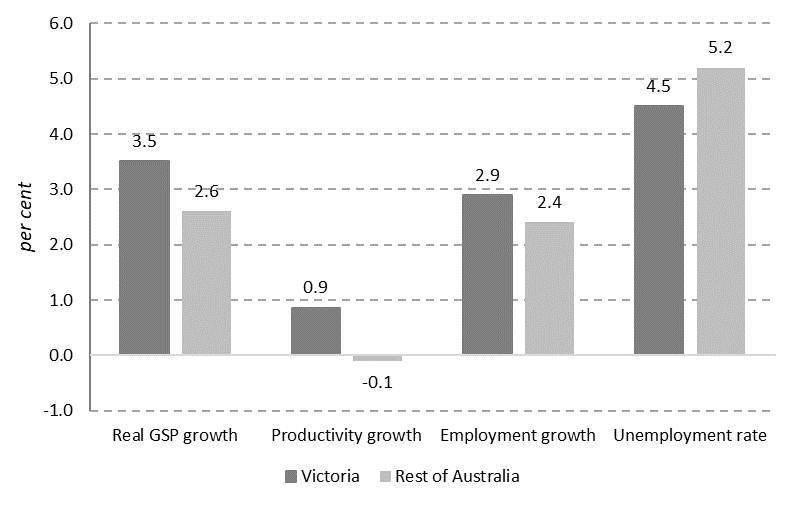 6.0
5.0
4.0
3.0
2.0
1.0
0.0
-1.0
per cent
3.5
2.6
0.9
-0.1
2.9
2.4
4.5
5.2
Real GSP growth
Productivity growth
Employment growth
Unemployment rate
Victoria
Rest of Australia